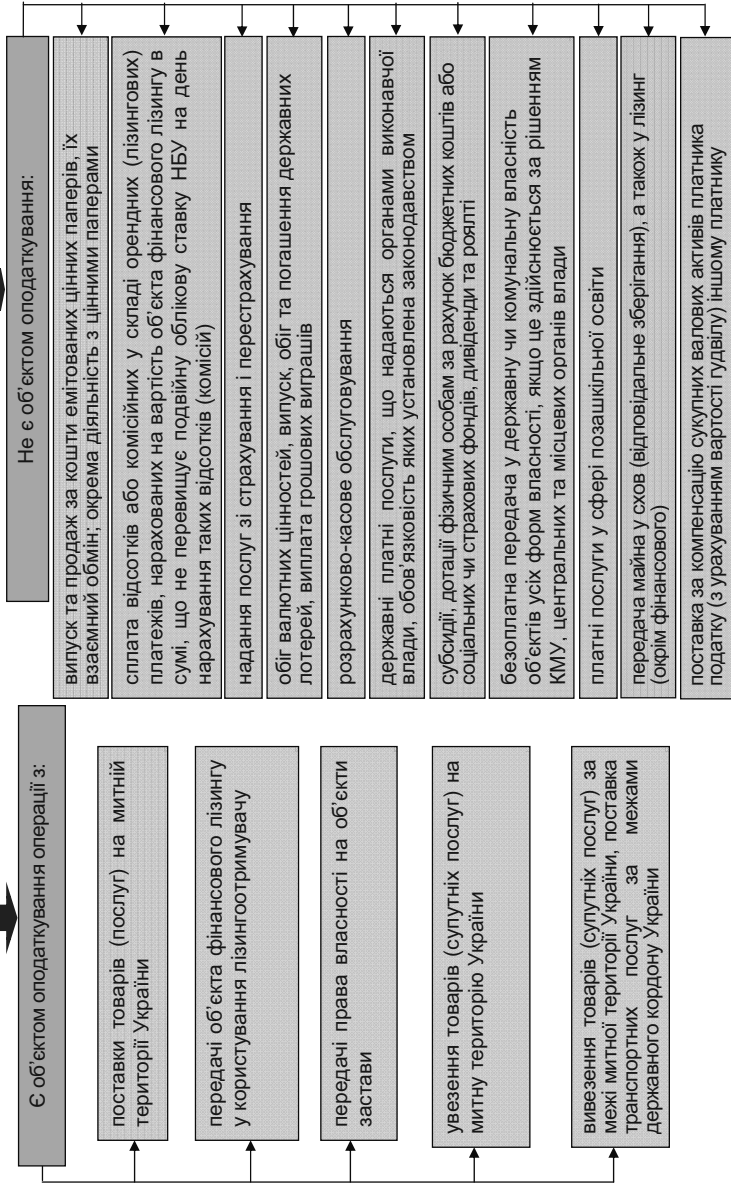 Є об’єктом оподаткування операції з:
поставки товарів (послуг) на митній
території України
передачі об’єкта фінансового лізингу
у користування лізингоотримувачу
передачі права власності на об’єкти
застави
увезення товарів (супутніх послуг) на
митну територію України
вивезення товарів (супутніх послуг) за
межі митної території України, поставка
транспортних послуг за межами
державного кордону України
Не є об’єктом оподаткування:
випуск та продаж за кошти емітованих цінних паперів, їх
взаємний обмін; окрема діяльність з цінними паперами
сплата відсотків або комісійних у складі орендних (лізингових)
платежів, нарахованих на вартість об’єкта фінансового лізингу в
сумі, що не перевищує подвійну облікову ставку НБУ на день
нарахування таких відсотків (комісій)
надання послуг зі страхування і перестрахування
обіг валютних цінностей, випуск, обіг та погашення державних
лотерей, виплата грошових виграшів
розрахунково-касове обслуговування
державні платні послуги, що надаються органами виконавчої
влади, обов’язковість яких установлена законодавством
субсидії, дотації фізичним особам за рахунок бюджетних коштів або
соціальних чи страхових фондів, дивіденди та роялті
безоплатна передача у державну чи комунальну власність
об’єктів усіх форм власності, якщо це здійснюється за рішенням
КМУ, центральних та місцевих органів влади
платні послуги у сфері позашкільної освіти
передача майна у схов (відповідальне зберігання), а також у лізинг
(окрім фінансового)
поставка за компенсацію сукупних валових активів платника
податку (з урахуванням вартості гудвілу) іншому платнику